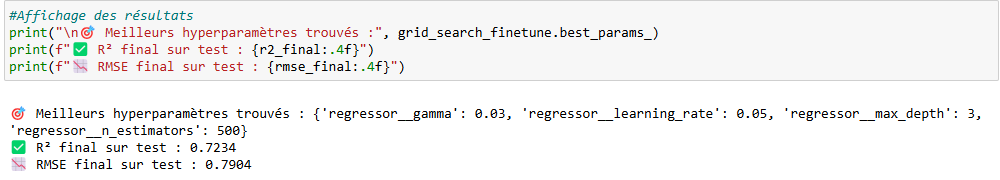 #Affichage des résultats
print("\n🎯 Meilleurs hyperparamètres trouvés :", grid_search_finetune.best_params_)
print(f"✅ R² final sur test : {r2_final:.4f}")
print(f"📉 RMSE final sur test : {rmse_final:.4f}")
🎯 Meilleurs hyperparamètres trouvés : {'regressor__gamma': 0.03, 'regressor__learning_rate': 0.05, 'regressor__max_depth': 3,
'regressor__n_estimators': 500}
✅ R² final sur test : 0.7234
📉 RMSE final sur test : 0.7904